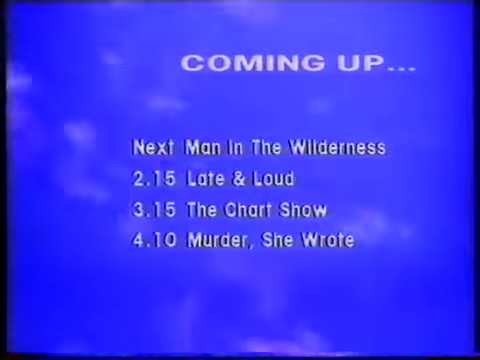 COMING UP...
Next Man In The Wilderness
2.15 Late & Loud
3.15 The Chart Show
4.10 Murder, She Wrote